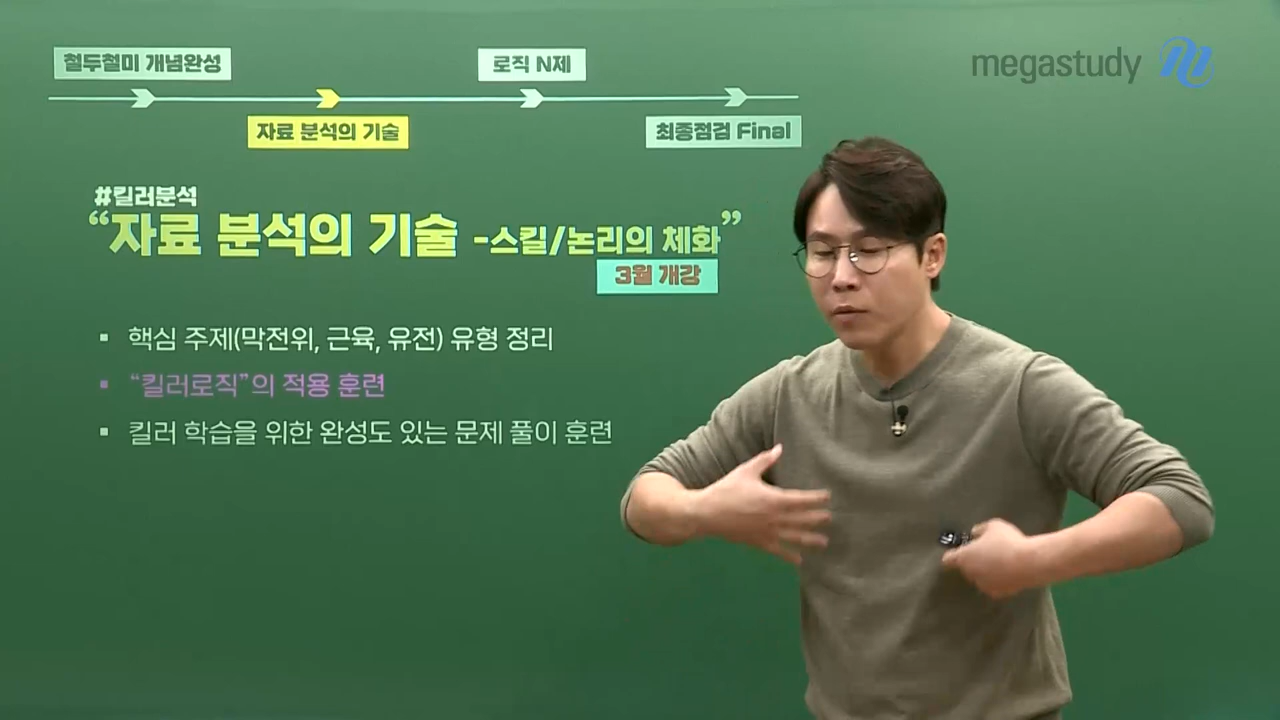 철두철미 개념완성
로직 N제
megastudy
자료 분석의 기술
최종점검 Final
#킬러분석
“자료 분석의 기술 -스킬/논리의 체화”
3월 개강
▪ 핵심 주제(막전위, 근육, 유전) 유형 정리
▪ “킬러로직”의 적용 훈련
▪ 킬러 학습을 위한 완성도 있는 문제 풀이 훈련